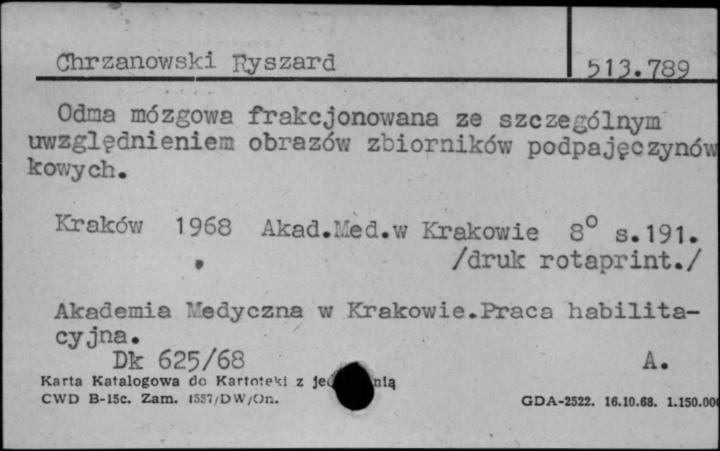 Chrzanowski Ryszard
513.789
Odma mózgowa frakcjonowana ze szczególnym
uwzględnieniem obrazów zbiorników podpajęczynów
kowych.
Kraków 1968 Akad.Med.w Krakowie 8° s.191.
/druk rotaprint./
Akademia Medyczna w Krakowie.Praca habilita-
cyjna.
Dk 625/68 A.
Karta Katalogowa do Kartoteki z nią
CWD B-15c. Zam. 1557/DW/On.
GDA-2522. 16.10.68. 1.150.00